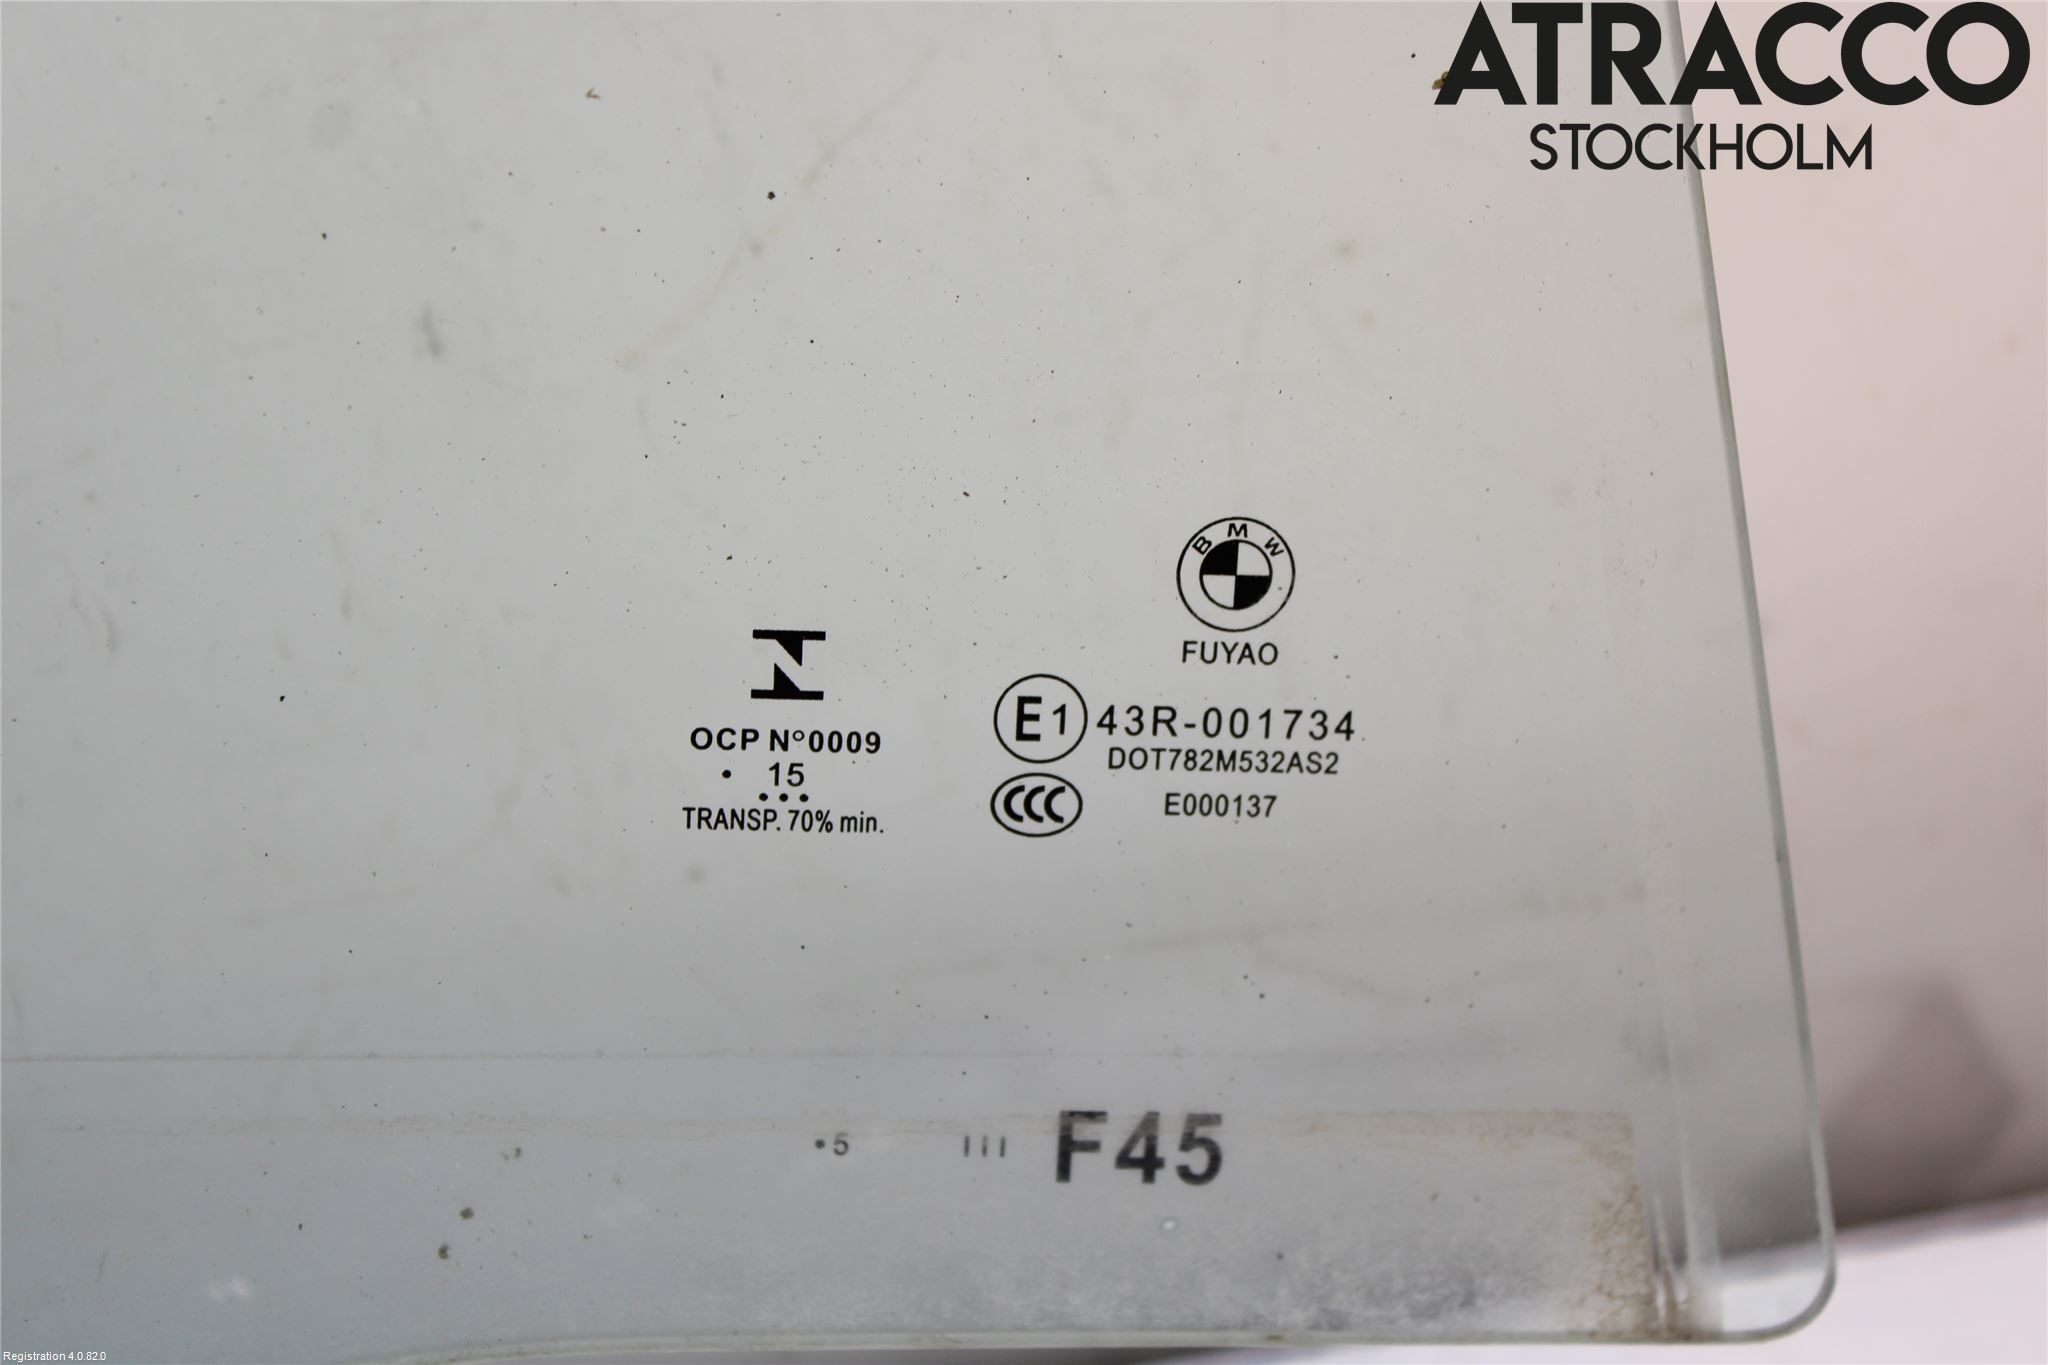 ATRACCO
STOCKHOLM
BMW
FUYAO
OCP N°0009
• 15
•••
TRANSP. 70% min.
E1 43R-001734
DOT782M532AS2
CCC E000137
•5 III F45
Registration 4.0.82.0